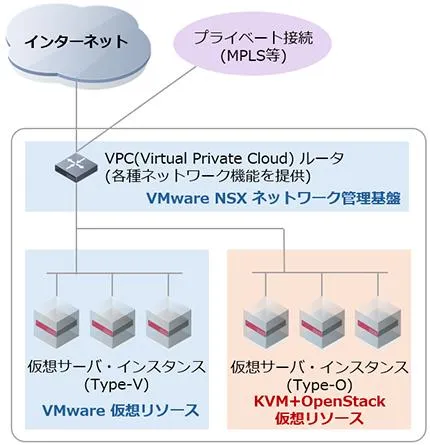 インターネット
プライベート接続
(MPLS等)
VPC(Virtual Private Cloud) ルータ
(各種ネットワーク機能を提供)
VMware NSX ネットワーク管理基盤
仮想サーバ・インスタンス
(Type-V)
VMware 仮想リソース
仮想サーバ・インスタンス
(Type-O)
KVM+OpenStack
仮想リソース